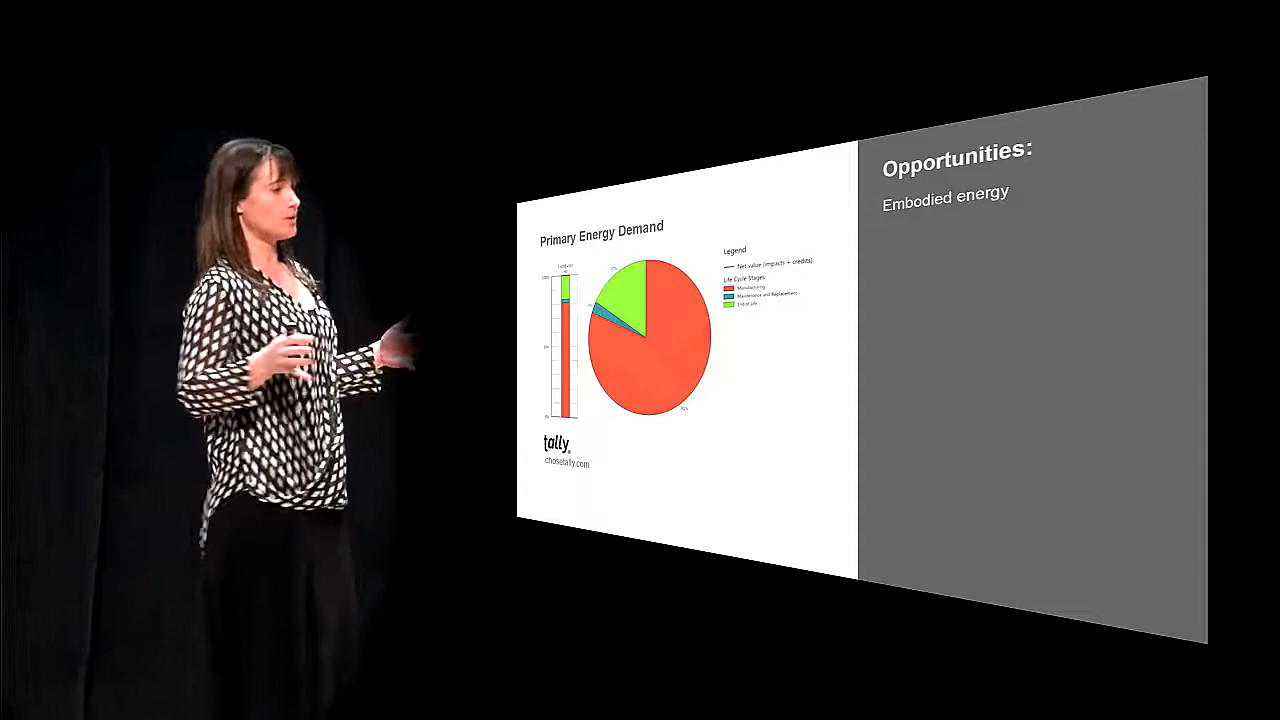 Primary Energy Demand
Legend
Net value (impacts + credits)
Life Cycle Stages
Manufacturing
Maintenance and Replacement
End of Life
tally.
chosetally.com
Opportunities:
Embodied energy